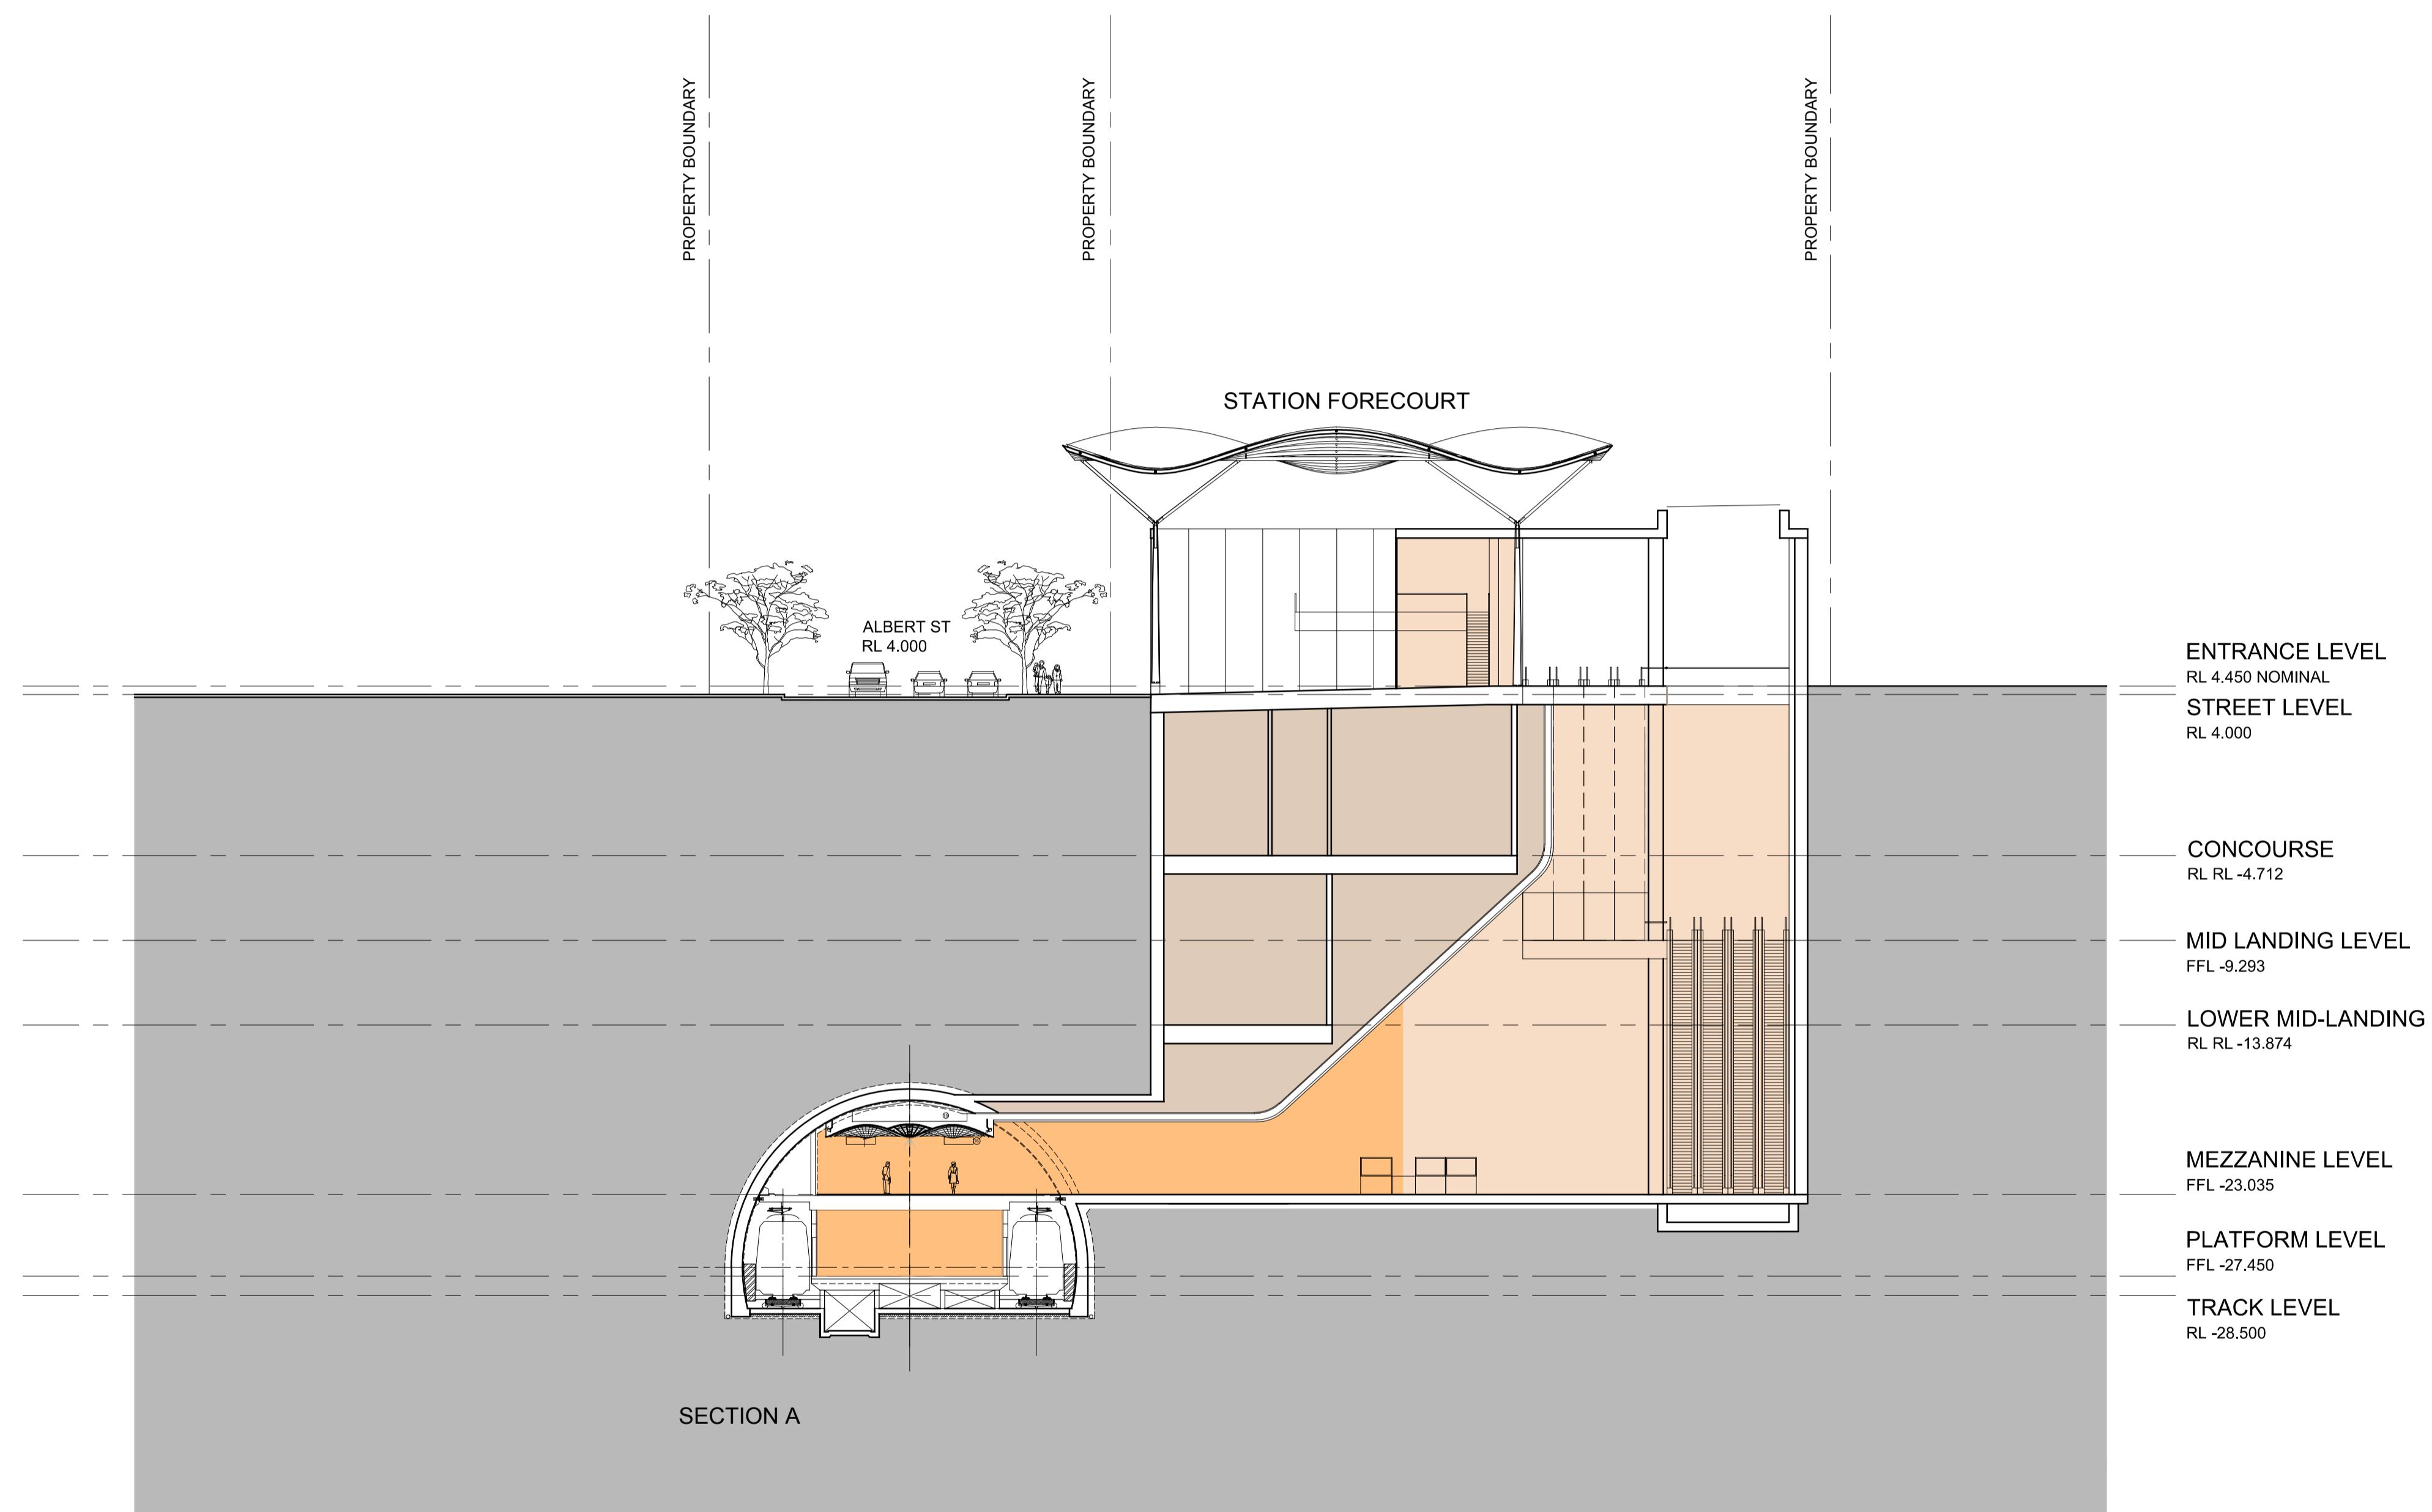 PROPERTY BOUNDARY
PROPERTY BOUNDARY
PROPERTY BOUNDARY
STATION FORECOURT
ALBERT ST
RL 4.000
ENTRANCE LEVEL
RL 4.450 NOMINAL
STREET LEVEL
RL 4.000
CONCOURSE
RL RL -4.712
MID LANDING LEVEL
FFL -9.293
LOWER MID-LANDING
RL RL -13.874
MEZZANINE LEVEL
FFL -23.035
PLATFORM LEVEL
FFL -27.450
TRACK LEVEL
RL -28.500
SECTION A